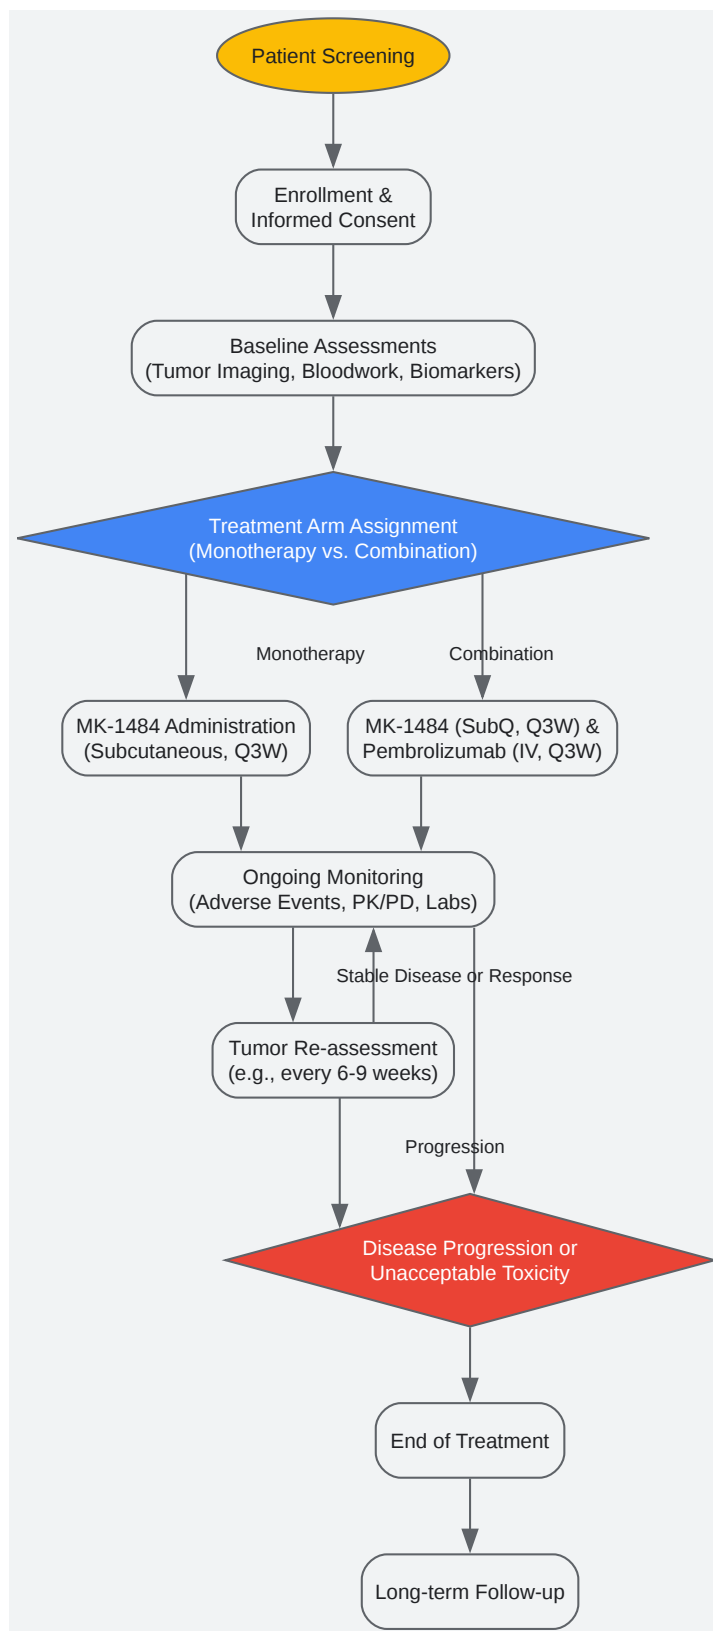 Patient Screening
Enrollment &
Informed Consent
Baseline Assessments
(Tumor Imaging, Bloodwork, Biomarkers)
Treatment Arm Assignment
(Monotherapy vs. Combination)
Monotherapy
Combination
MK-1484 Administration
(Subcutaneous, Q3W)
MK-1484 (SubQ, Q3W) &
Pembrolizumab (IV, Q3W)
Ongoing Monitoring
(Adverse Events, PK/PD, Labs)
Stable Disease or Response
Tumor Re-assessment
(e.g., every 6-9 weeks)
Progression
Disease Progression or
Unacceptable Toxicity
End of Treatment
Long-term Follow-up